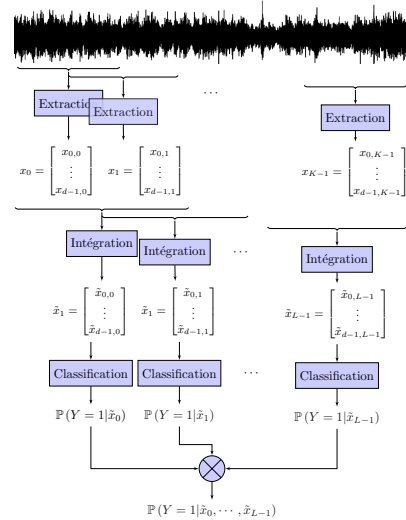 Extraction Extraction ... Extraction
x_0 = [x_{0,0} ⋮ x_{d-1,0}] x_1 = [x_{0,1} ⋮ x_{d-1,1}] x_{K-1} = [x_{0,K-1} ⋮ x_{d-1,K-1}]
Intégration Intégration ... Intégration
x̃_1 = [x̃_{0,0} ⋮ x̃_{d-1,0}] x̃_1 = [x̃_{0,1} ⋮ x̃_{d-1,1}] x̃_{L-1} = [x̃_{0,L-1} ⋮ x̃_{d-1,L-1}]
Classification Classification ... Classification
ℙ(Y = 1|x̃_0) ℙ(Y = 1|x̃_1) ℙ(Y = 1|x̃_{L-1})
ℙ(Y = 1|x̃_0, ⋯, x̃_{L-1})